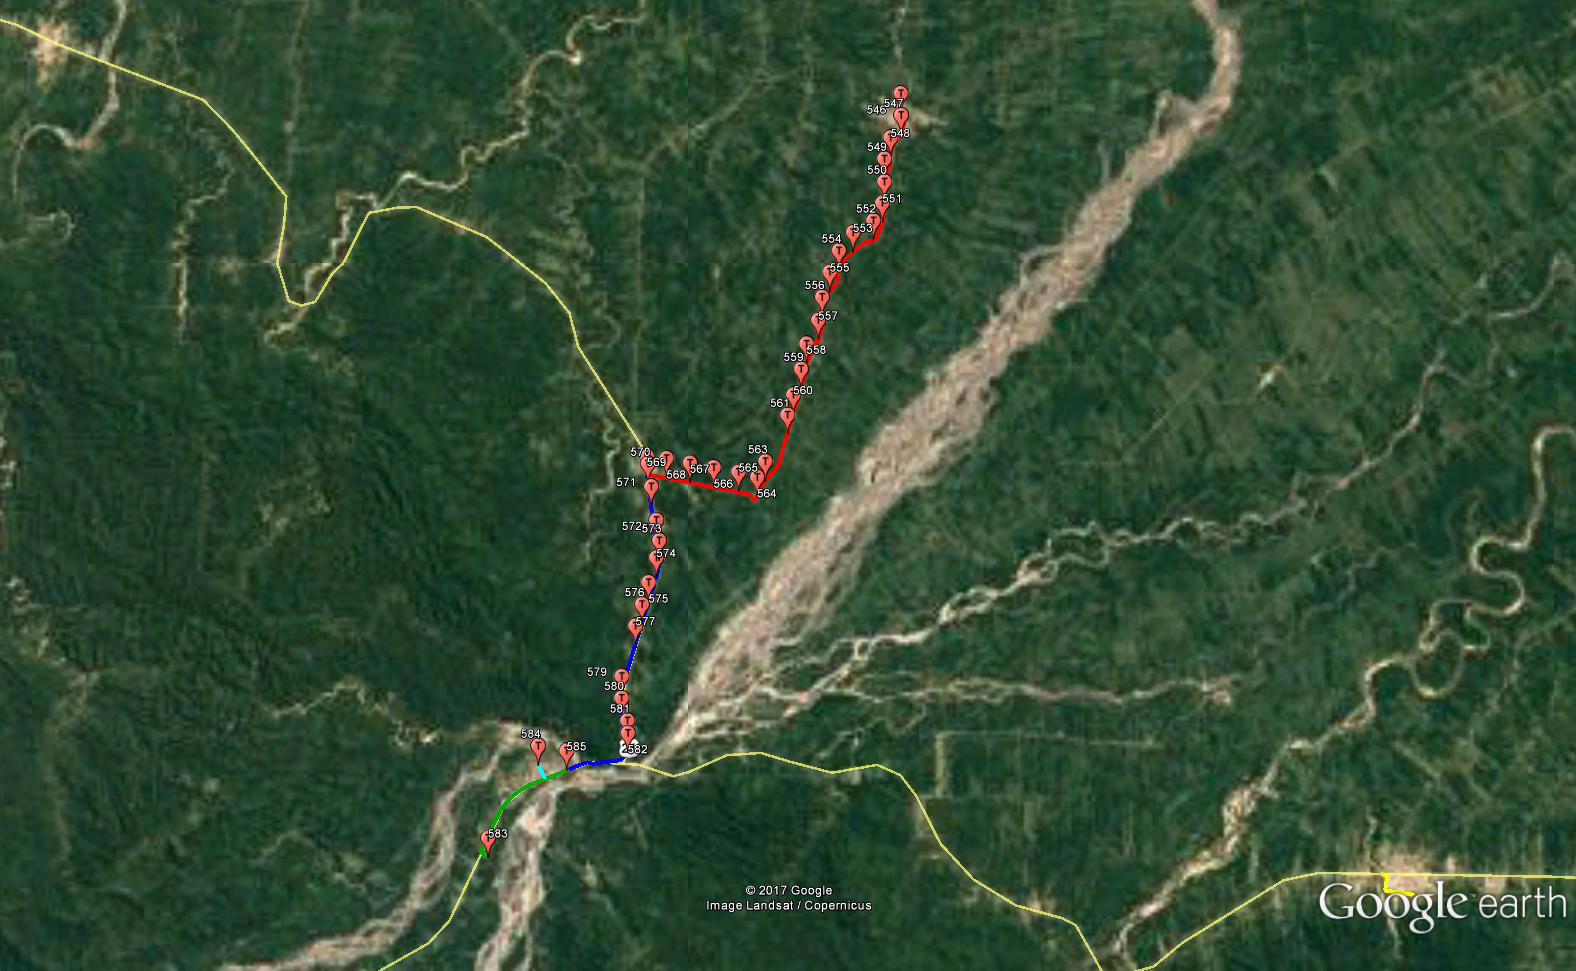 T
546 547
T
548
549 T
550 T
551
552 T
553
T
554 T
555
T
556 T
557
T
558
559 T
560
561 T
563
T
570
569 T
568 T
567 T
565 T
566
564
571
T
572 573
T
574
T
576 575
T
577
T
579 T
580 T
581 T
T
2582
584
T
585
T
583
T
© 2017 Google
Image Landsat / Copernicus
Google earth